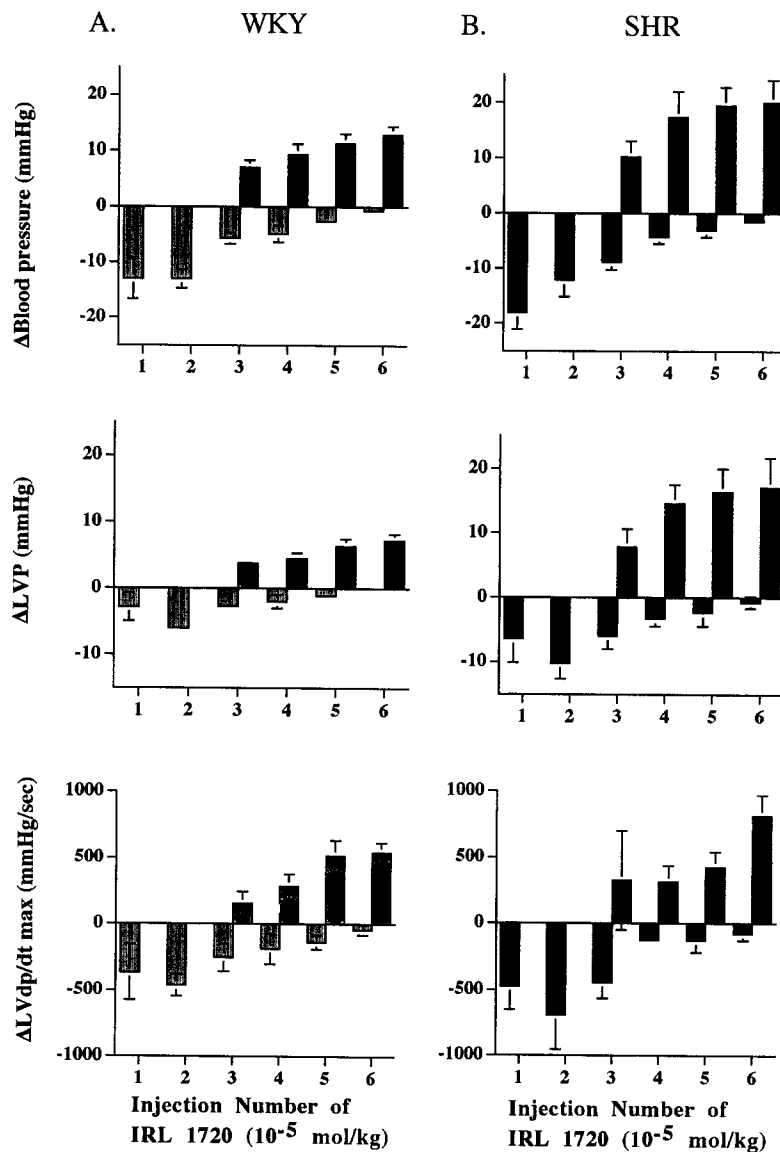 A.
WKY
B.
SHR
ΔBlood pressure (mmHg)
20
10
0
-10
-20
1 2 3 4 5 6
20
10
0
-10
-20
1 2 3 4 5 6
ΔLVP (mmHg)
20
10
0
-10
1 2 3 4 5 6
20
10
0
-10
1 2 3 4 5 6
ΔLVdp/dt max (mmHg/sec)
1000
500
0
-500
-1000
1 2 3 4 5 6
1000
500
0
-500
-1000
1 2 3 4 5 6
Injection Number of
IRL 1720 (10⁻⁵ mol/kg)
Injection Number of
IRL 1720 (10⁻⁵ mol/kg)